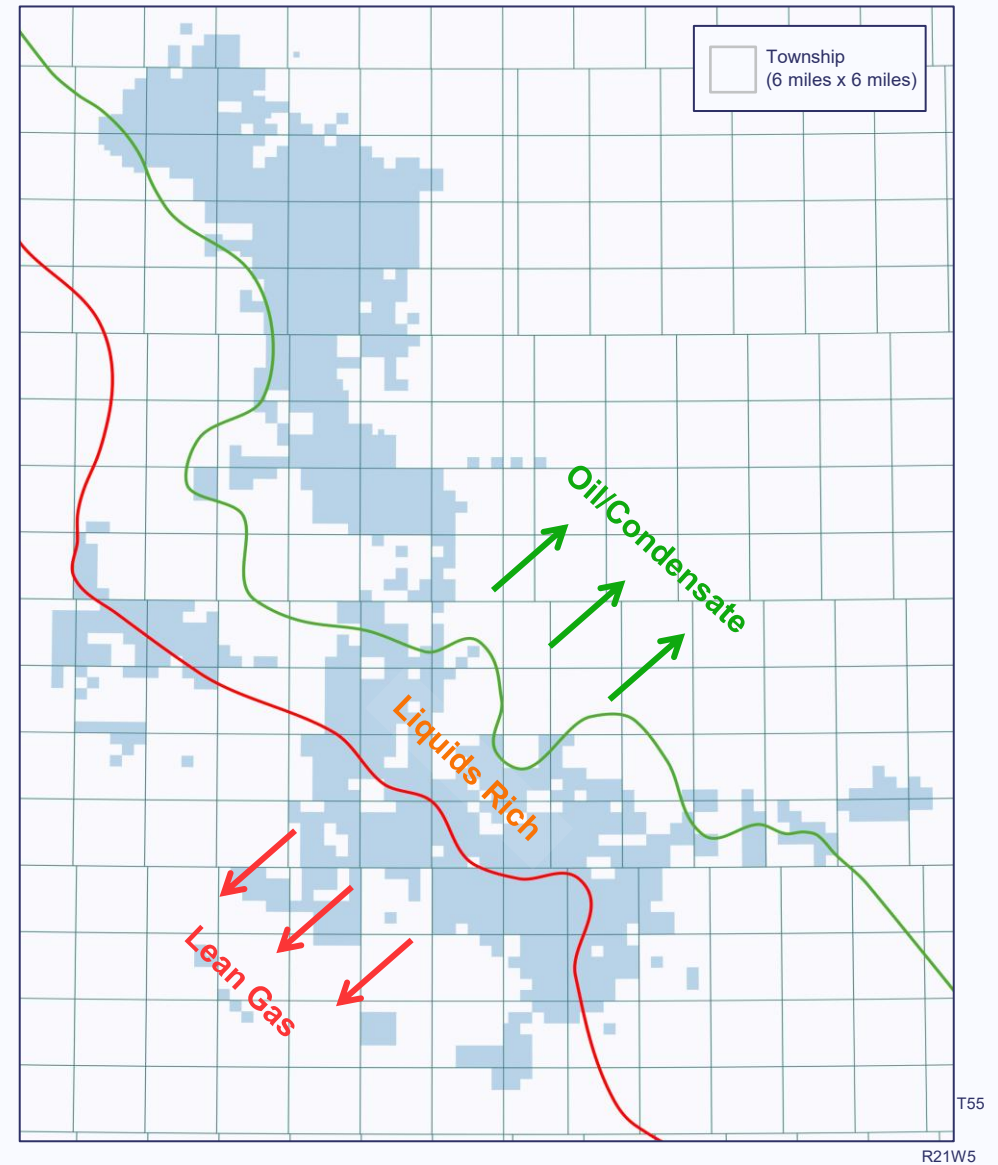 Township
(6 miles x 6 miles)
Oil/Condensate
Liquids Rich
Lean Gas
T55
R21W5